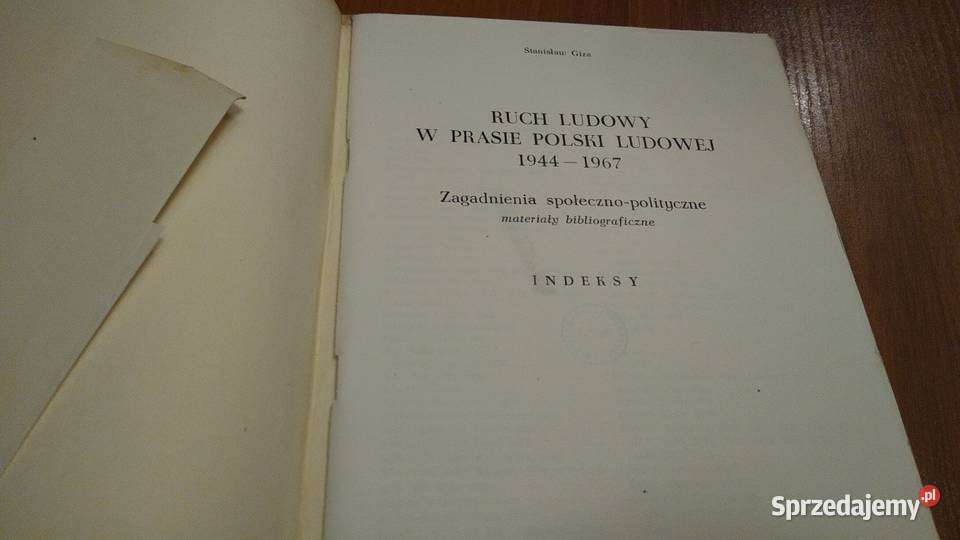 Stanisław Giza
RUCH LUDOWY
W PRASIE POLSKI LUDOWEJ
1944 — 1967
Zagadnienia społeczno-polityczne
materiały bibliograficzne
INDEKSY
Sprzedajemy.pl